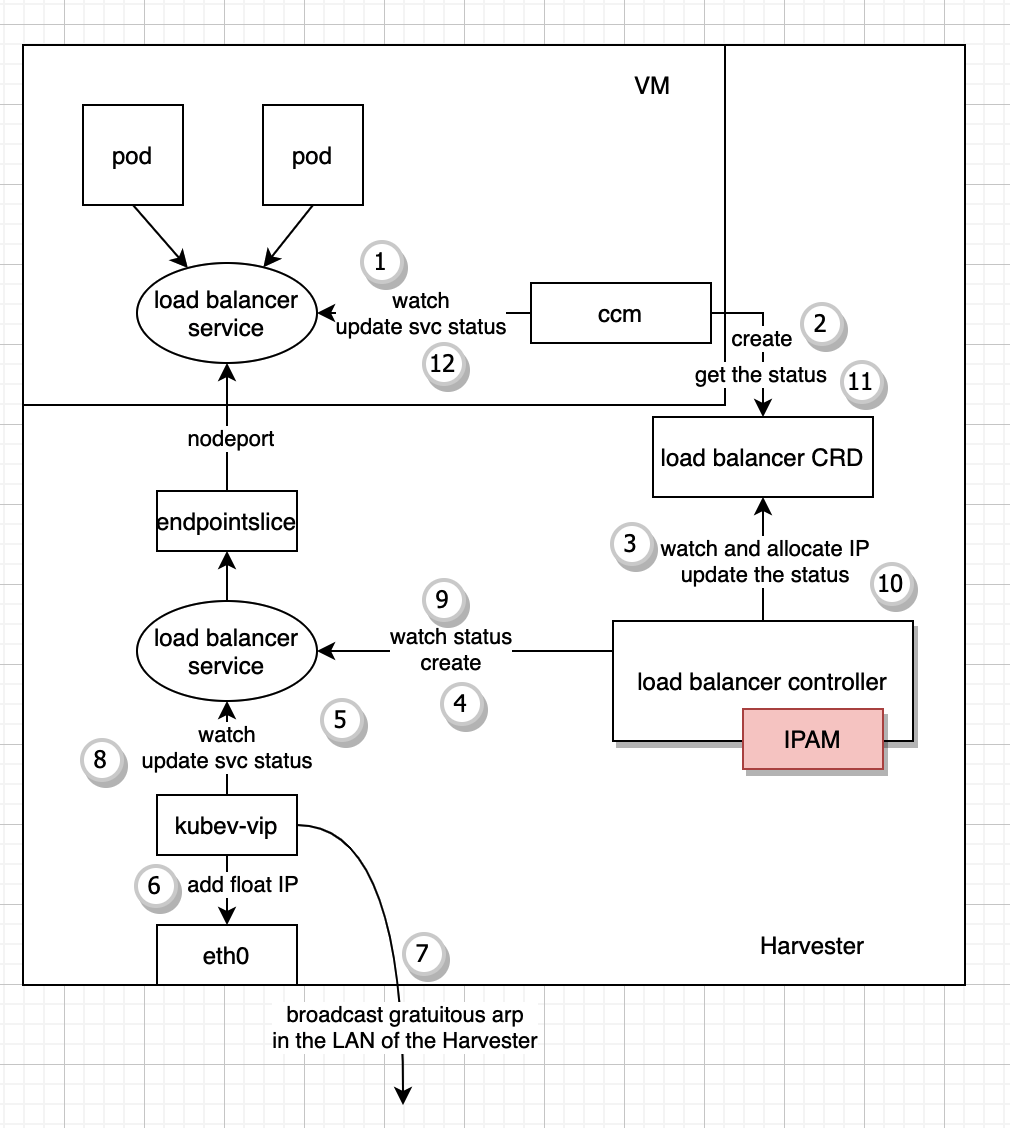 VM
pod
pod
1
load balancer
service
watch
update svc status
12
ccm
2
create
get the status
11
nodeport
load balancer CRD
endpointslice
3
watch and allocate IP
update the status
10
9
load balancer
service
watch status
create
4
load balancer controller
IPAM
5
watch
update svc status
8
kubev-vip
6
add float IP
eth0
7
Harvester
broadcast gratuitous arp
in the LAN of the Harvester